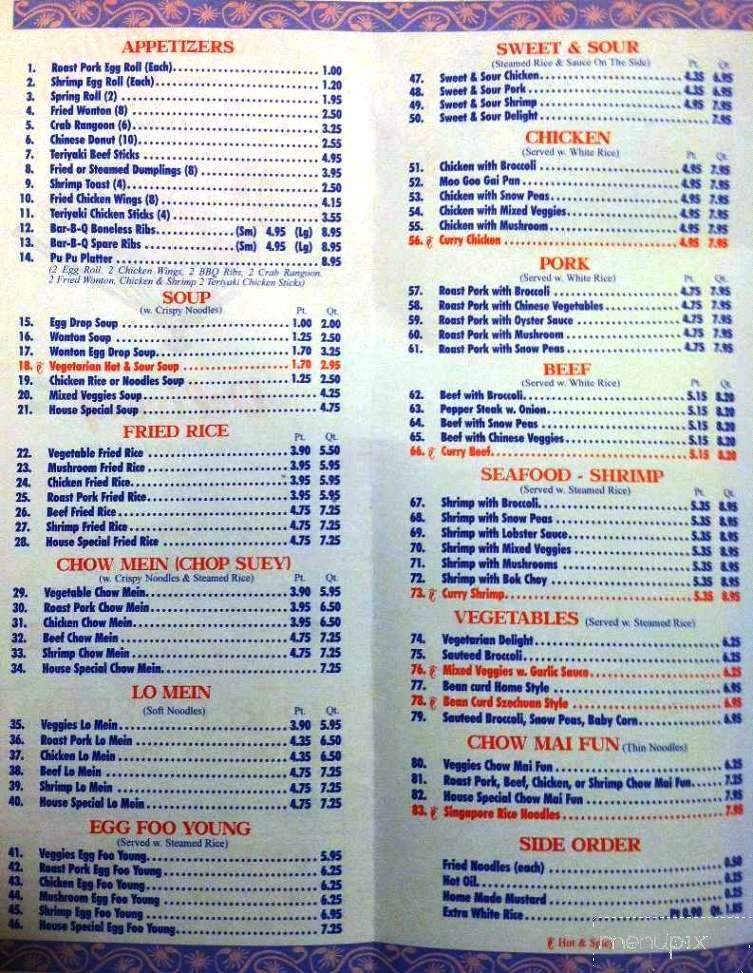 APPETIZERS
1. Roast Pork Egg Roll (Each) 1.00
2. Shrimp Egg Roll (Each) 1.20
3. Spring Roll (2) 1.95
4. Fried Wonton (8) 2.50
5. Crab Rangoon (6) 3.25
6. Chinese Donut (10) 2.55
7. Teriyaki Beef Sticks 4.95
8. Fried or Steamed Dumplings (8) 3.95
9. Shrimp Toast (4) 2.50
10. Fried Chicken Wings (8) 4.15
11. Teriyaki Chicken Sticks (4) 3.55
12. Bar-B-Q Boneless Ribs (Sm) 4.95 (Lg) 8.95
13. Bar-B-Q Spare Ribs (Sm) 4.95 (Lg) 8.95
14. Pu Pu Platter 8.95
(2 Egg Roll, 2 Chicken Wings, 2 BBQ Ribs, 2 Crab Rangoon,
2 Fried Wonton, Chicken & Shrimp 2 Teriyaki Chicken Sticks)
SOUP
(w. Crispy Noodles) Pt. Qt.
15. Egg Drop Soup 1.00 2.00
16. Wonton Soup 1.25 2.50
17. Wonton Egg Drop Soup 1.70 3.25
18. Vegetarian Hot & Sour Soup 1.70 2.95
19. Chicken Rice or Noodles Soup 1.25 2.50
20. Mixed Veggies Soup 4.25
21. House Special Soup 4.75
FRIED RICE
Pt. Qt.
22. Vegetable Fried Rice 3.90 5.50
23. Mushroom Fried Rice 3.95 5.95
24. Chicken Fried Rice 3.95 5.95
25. Roast Pork Fried Rice 3.95 5.95
26. Beef Fried Rice 4.75 7.25
27. Shrimp Fried Rice 4.75 7.25
28. House Special Fried Rice 4.75 7.25
CHOW MEIN (CHOP SUEY)
(w. Crispy Noodles & Steamed Rice) Pt. Qt.
29. Vegetable Chow Mein 3.90 5.95
30. Roast Pork Chow Mein 3.95 6.50
31. Chicken Chow Mein 3.95 6.50
32. Beef Chow Mein 4.75 7.25
33. Shrimp Chow Mein 4.75 7.25
34. House Special Chow Mein 7.25
LO MEIN
(Soft Noodles) Pt. Qt.
35. Veggies Lo Mein 3.90 5.95
36. Roast Pork Lo Mein 4.35 6.50
37. Chicken Lo Mein 4.35 6.50
38. Beef Lo Mein 4.75 7.25
39. Shrimp Lo Mein 4.75 7.25
40. House Special Lo Mein 4.75 7.25
EGG FOO YOUNG
(Served w. Steamed Rice)
41. Veggies Egg Foo Young 5.95
42. Roast Pork Egg Foo Young 6.25
43. Chicken Egg Foo Young 6.25
44. Mushroom Egg Foo Young 6.25
45. Shrimp Egg Foo Young 6.95
46. House Special Egg Foo Young 7.25
SWEET & SOUR
(Steamed Rice & Sauce On The Side) Pt. Qt.
47. Sweet & Sour Chicken 4.35 6.95
48. Sweet & Sour Pork 4.35 6.95
49. Sweet & Sour Shrimp 4.95 7.95
50. Sweet & Sour Delight 7.95
CHICKEN
(Served w. White Rice) Pt. Qt.
51. Chicken with Broccoli 4.95 7.95
52. Moo Goo Gai Pan 4.95 7.95
53. Chicken with Snow Peas 4.95 7.95
54. Chicken with Mixed Veggies 4.95 7.95
55. Chicken with Mushroom 4.95 7.95
56. Curry Chicken 4.95 7.95
PORK
(Served w. White Rice) Pt. Qt.
57. Roast Pork with Broccoli 4.75 7.95
58. Roast Pork with Chinese Vegetables 4.75 7.95
59. Roast Pork with Oyster Sauce 4.75 7.95
60. Roast Pork with Mushroom 4.75 7.95
61. Roast Pork with Snow Peas 4.75 7.95
BEEF
(Served w. White Rice) Pt. Qt.
62. Beef with Broccoli 5.15 8.20
63. Pepper Steak w. Onion 5.15 8.20
64. Beef with Snow Peas 5.15 8.20
65. Beef with Chinese Veggies 5.15 8.20
66. Curry Beef 5.15 8.20
SEAFOOD - SHRIMP
(Served w. Steamed Rice) Pt. Qt.
67. Shrimp with Broccoli 5.35 8.95
68. Shrimp with Snow Peas 5.35 8.95
69. Shrimp with Lobster Sauce 5.35 8.95
70. Shrimp with Mixed Veggies 5.35 8.95
71. Shrimp with Mushrooms 5.35 8.95
72. Shrimp with Bok Choy 5.35 8.95
73. Curry Shrimp 5.35 8.95
VEGETABLES (Served w. Steamed Rice)
74. Vegetarian Delight 6.25
75. Sauteed Broccoli 6.25
76. Mixed Veggies w. Garlic Sauce 6.25
77. Bean curd Home Style 6.95
78. Bean Curd Szechuan Style 6.95
79. Sauteed Broccoli, Snow Peas, Baby Corn 6.95
CHOW MAI FUN (Thin Noodles)
80. Veggies Chow Mai Fun 6.25
81. Roast Pork, Beef, Chicken, or Shrimp Chow Mai Fun 7.25
82. House Special Chow Mai Fun 7.95
83. Singapore Rice Noodles 7.95
SIDE ORDER
Fried Noodles (each) 0.50
Hot Oil 0.25
Home Made Mustard 0.25
Extra White Rice Pt 0.90 Qt. 1.85
Hot & Spicy
menupix